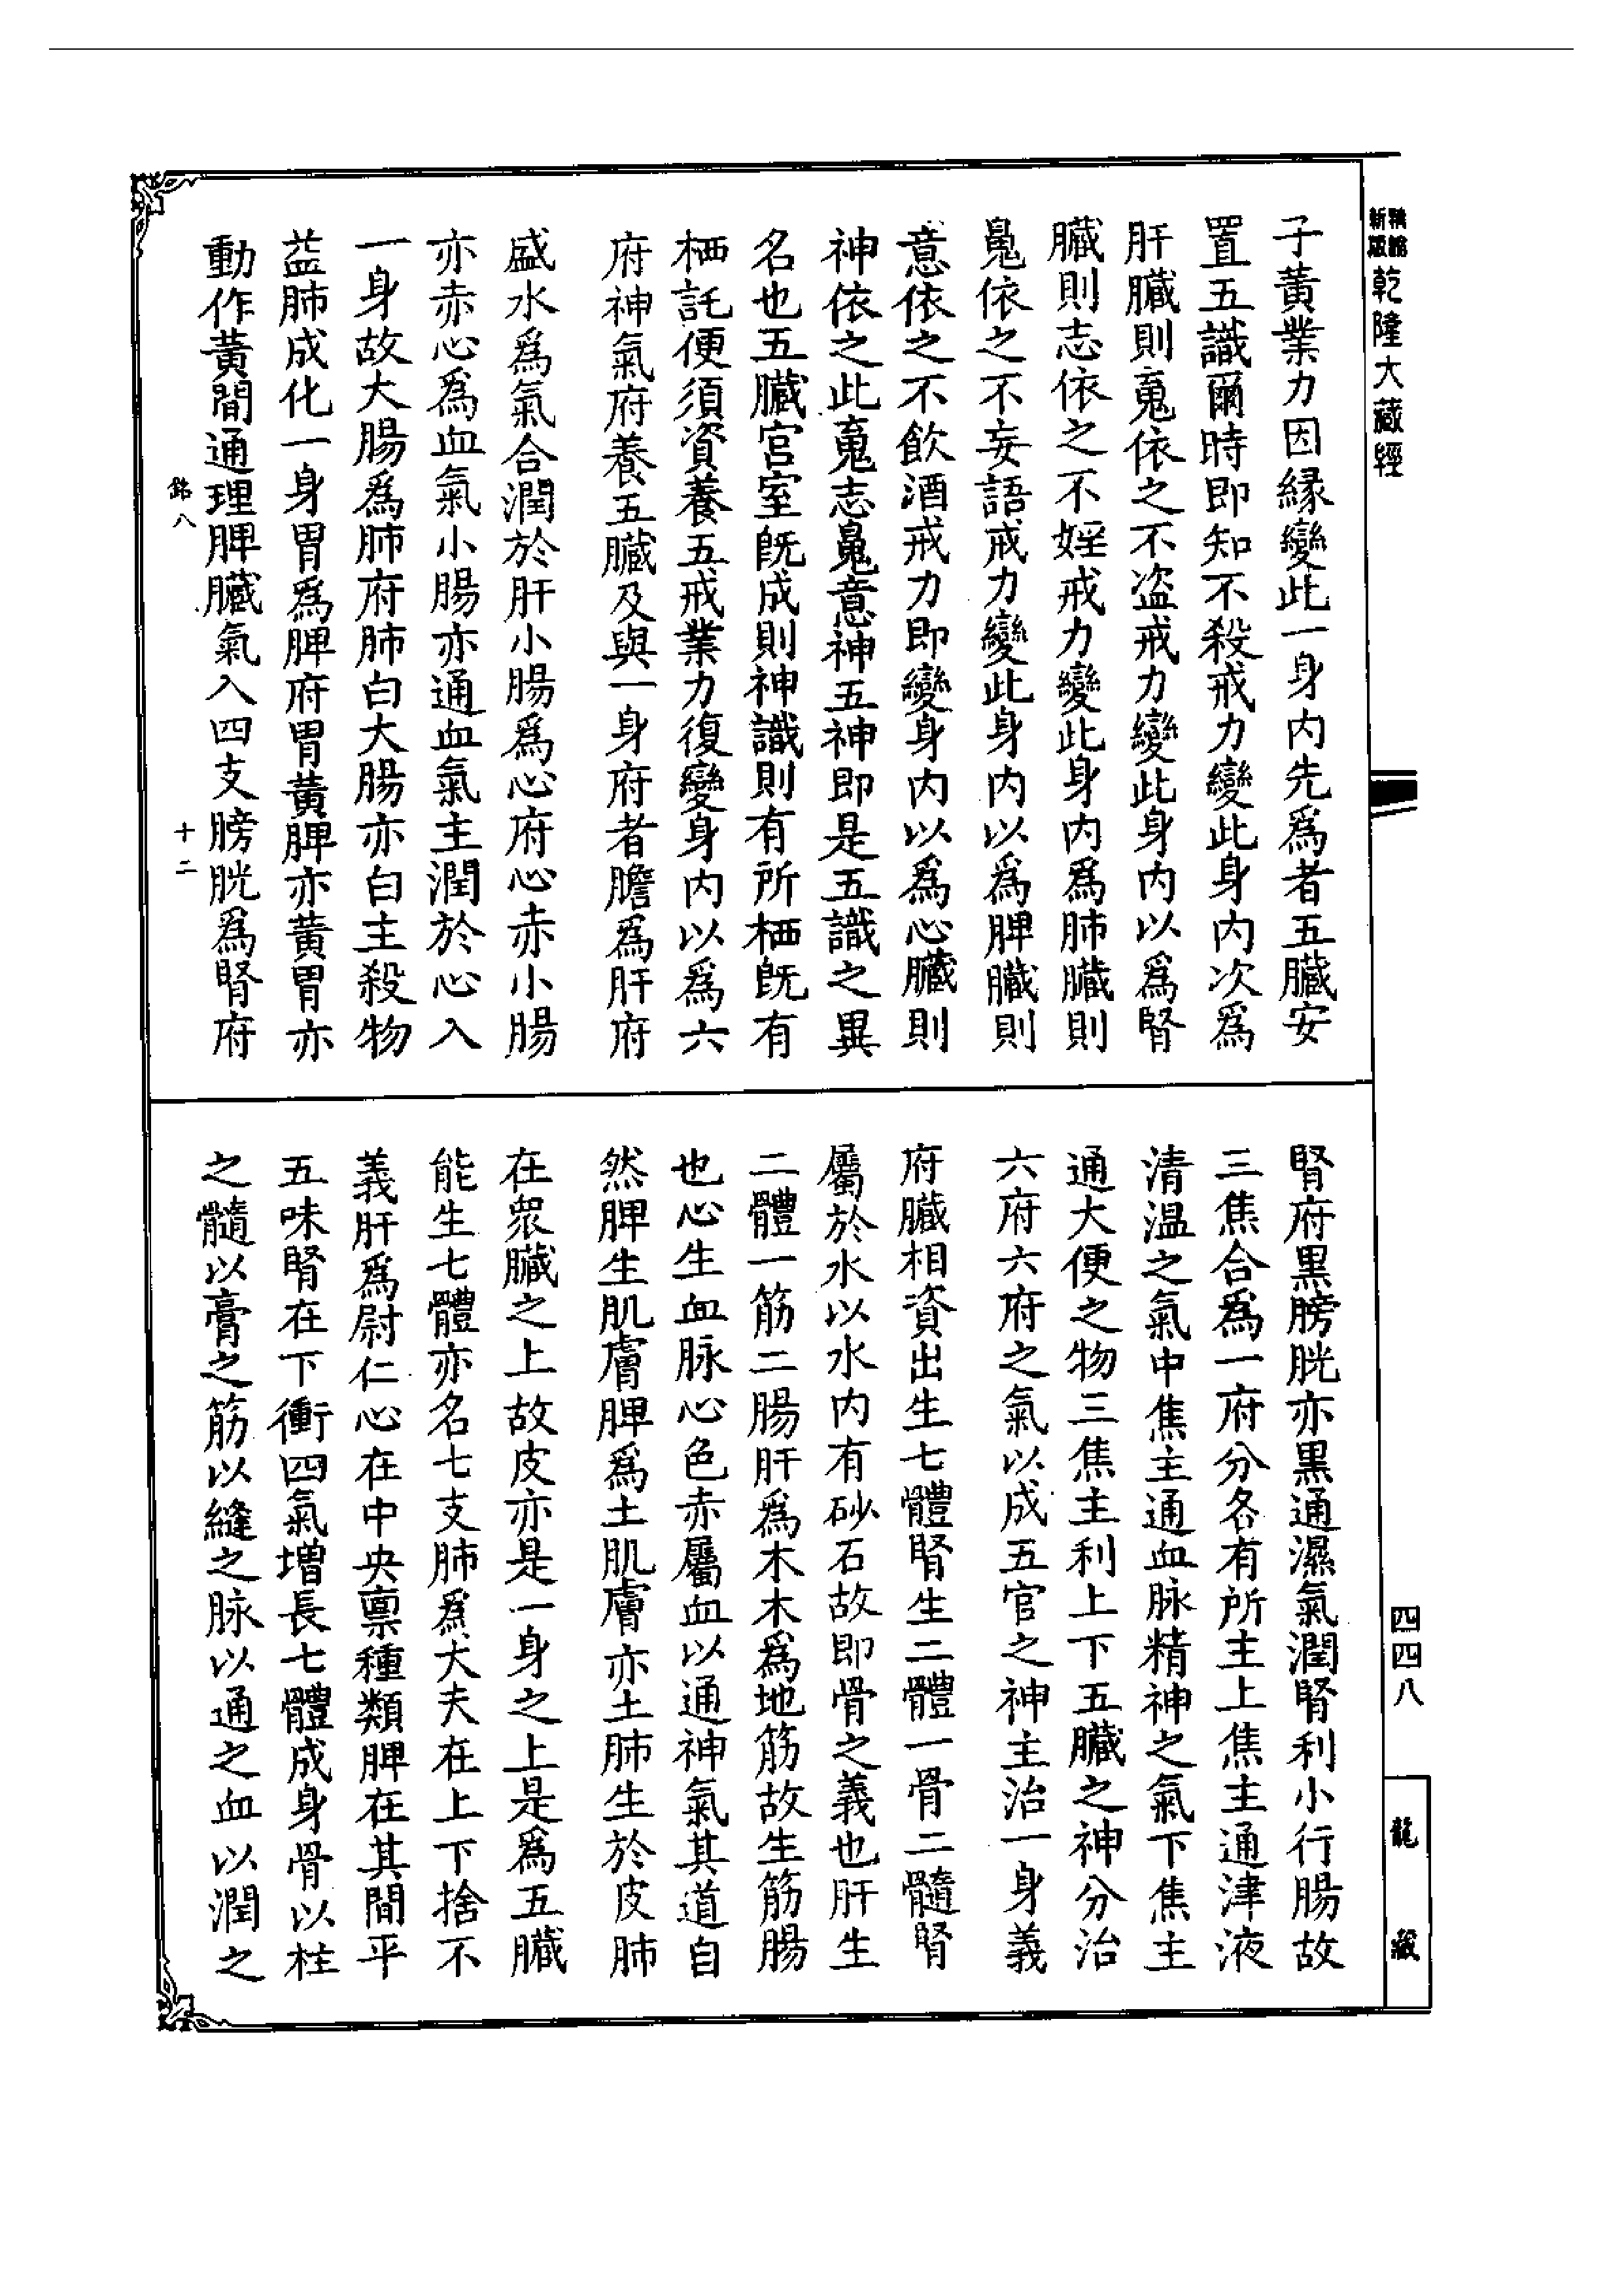 乾隆大藏經
四四八
龍藏
子黃業力因緣變此一身內先爲者五臟安
置五識爾時即知不殺戒力變此身內次爲
肝臟則䰟依之不盜戒力變此身內以爲腎
臟則志依之不婬戒力變此身內爲肺臟則
䰟依之不妄語戒力變此身內以爲脾臟則
意依之不飲酒戒力即變身內以爲心臟則
神依之此䰟志䰟意神五神即是五識之異
名也五臟宫室旣成則神識則有所栖旣有
栖託便須資養五戒業力復變身內以爲六
府神氣府養五臟及與一身府者膽爲肝府
盛水爲氣合潤於肝小腸爲心府心赤小腸
亦赤心爲血氣小腸亦通血氣主潤於心入
一身故大腸爲肺府肺白大腸亦白主殺物
益肺成化一身胃爲脾府胃黃脾亦黃胃亦
動作黃間通理脾臟氣入四支膀胱爲腎府
銘八 十二
腎府黑膀胱亦黑通濕氣潤腎利小行腸故
三焦合爲一府分各有所主上焦主通津液
清溫之氣中焦主通血脉精神之氣下焦主
通大便之物三焦主利上下五臟之神分治
六府六府之氣以成五官之神主治一身義
府臟相資出生七體腎生二體一骨二髓腎
屬於水以水內有砂石故即骨之義也肝生
二體一筋二腸肝爲木木爲地筋故生筋腸
也心生血脉心色赤屬血以通神氣其道自
然脾生肌膚脾爲土肌膚亦土肺生於皮肺
在衆臟之上故皮亦是一身之上是爲五臟
能生七體亦名七支肺爲大夫在上下捨不
義肝爲尉仁心在中央禀種類脾在其間平
五味腎在下衝四氣增長七體成身骨以柱
之髓以膏之筋以縫之脉以通之血以潤之